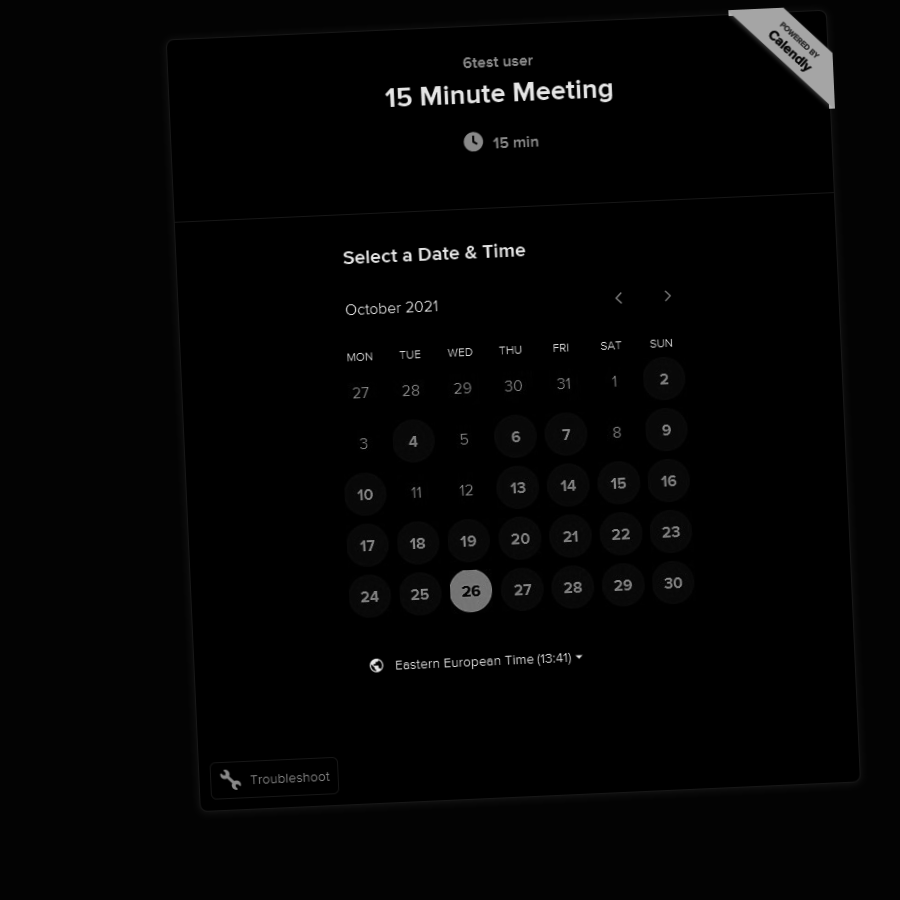 POWERED BY
Calendly
6test user
15 Minute Meeting
15 min
Select a Date & Time
October 2021
MON TUE WED THU FRI SAT SUN
27 28 29 30 31 1 2
3 4 5 6 7 8 9
10 11 12 13 14 15 16
17 18 19 20 21 22 23
24 25 26 27 28 29 30
Eastern European Time (13:41)
Troubleshoot